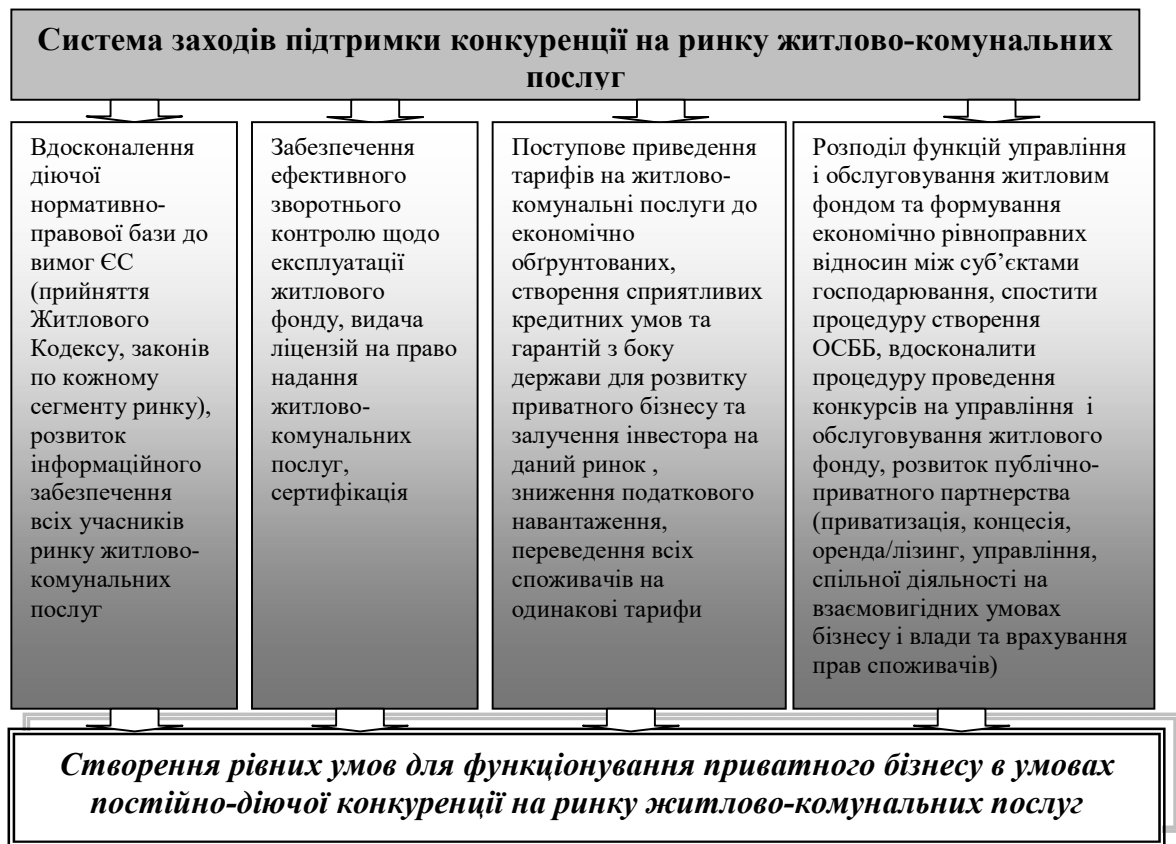 Система заходів підтримки конкуренції на ринку житлово-комунальних
послуг
Вдосконалення
діючої
нормативно-
правової бази до
вимог ЄС
(прийняття
Житлового
Кодексу, законів
по кожному
сегменту ринку),
розвиток
інформаційного
забезпечення
всіх учасників
ринку житлово-
комунальних
послуг
Забезпечення
ефективного
зворотнього
контролю щодо
експлуатації
житлового
фонду, видача
ліцензій на право
надання
житлово-
комунальних
послуг,
сертифікація
Поступове приведення
тарифів на житлово-
комунальні послуги до
економічно
обґрунтованих,
створення сприятливих
кредитних умов та
гарантій з боку
держави для розвитку
приватного бізнесу та
залучення інвестора на
даний ринок ,
зниження податкового
навантаження,
переведення всіх
споживачів на
одинакові тарифи
Розподіл функцій управління
і обслуговування житловим
фондом та формування
економічно рівноправних
відносин між суб’єктами
господарювання, спостити
процедуру створення
ОСББ, вдосконалити
процедуру проведення
конкурсів на управління і
обслуговування житлового
фонду, розвиток публічно-
приватного партнерства
(приватизація, концесія,
оренда/лізинг, управління,
спільної діяльності на
взаємовигідних умовах
бізнесу і влади та врахування
прав споживачів)
Створення рівних умов для функціонування приватного бізнесу в умовах
постійно-діючої конкуренції на ринку житлово-комунальних послуг